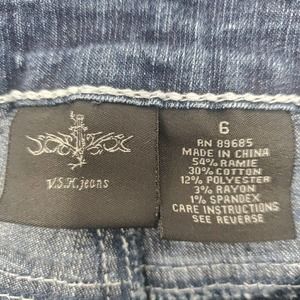 V.S.H. jeans
6
RN 89685
MADE IN CHINA
54% RAMIE
30% COTTON
12% POLYESTER
3% RAYON
1% SPANDEX
CARE INSTRUCTIONS
SEE REVERSE